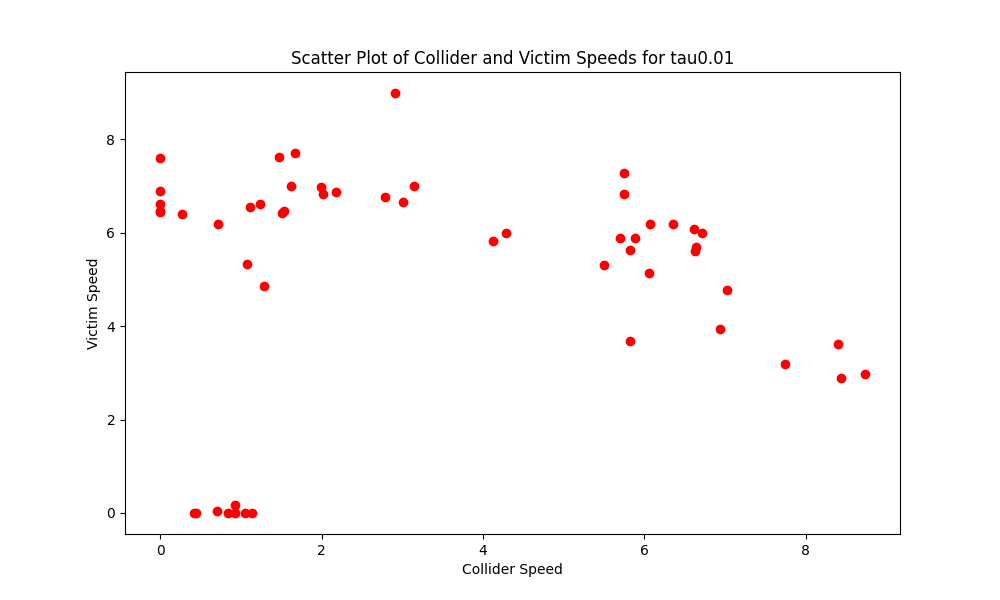 Scatter Plot of Collider and Victim Speeds for tau0.01
8
6
4
2
0
Victim Speed
0 2 4 6 8
Collider Speed